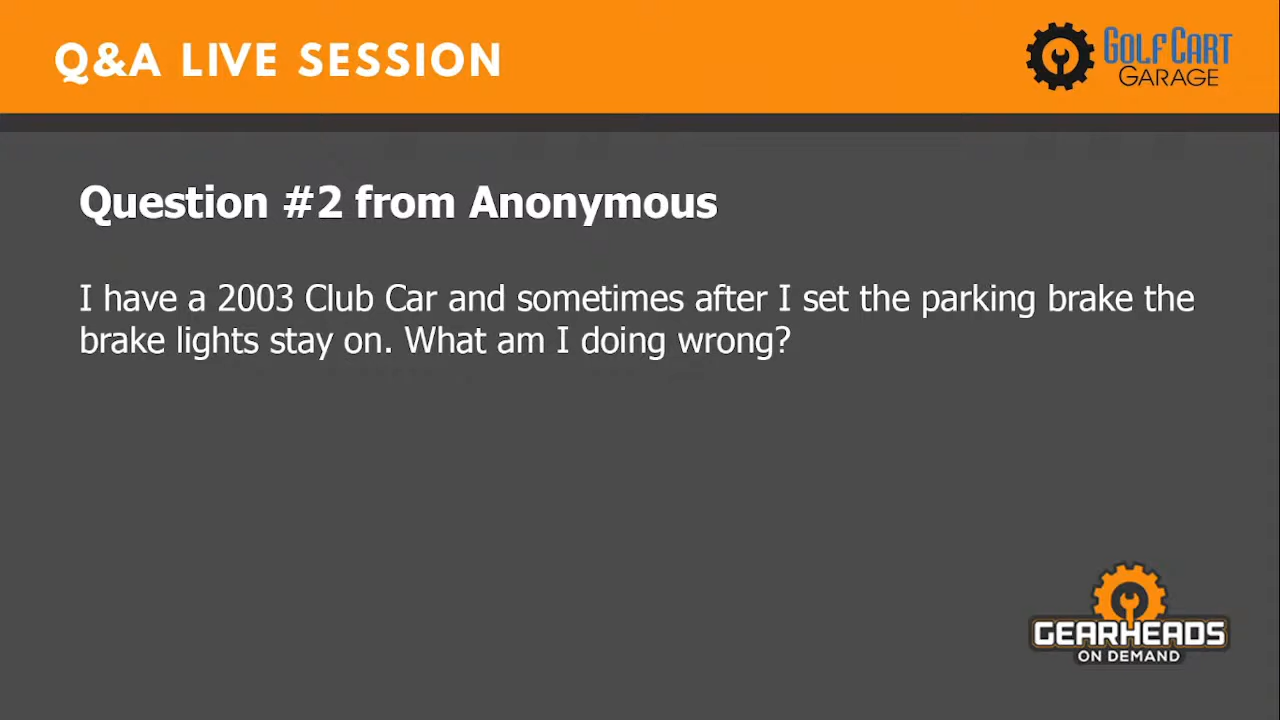 Q&A LIVE SESSION
GOLF CART
GARAGE
Question #2 from Anonymous
I have a 2003 Club Car and sometimes after I set the parking brake the
brake lights stay on. What am I doing wrong?
GEARHEADS
ON DEMAND